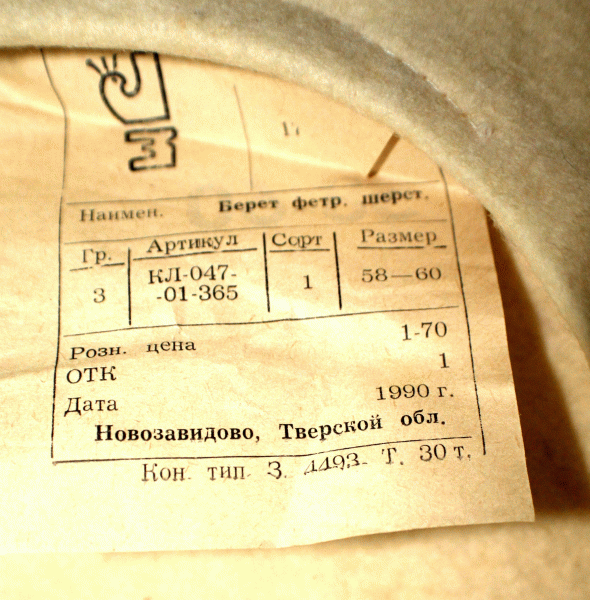 Наимен. Берет фетр. шерст.
Гр. Артикул Сорт Размер
3 КЛ-047- 1 58—60
-01-365
Розн. цена 1-70
ОТК 1
Дата 1990 г.
Новозавидово, Тверской обл.
Кон. тип. З. 4493. Т. 30 т.